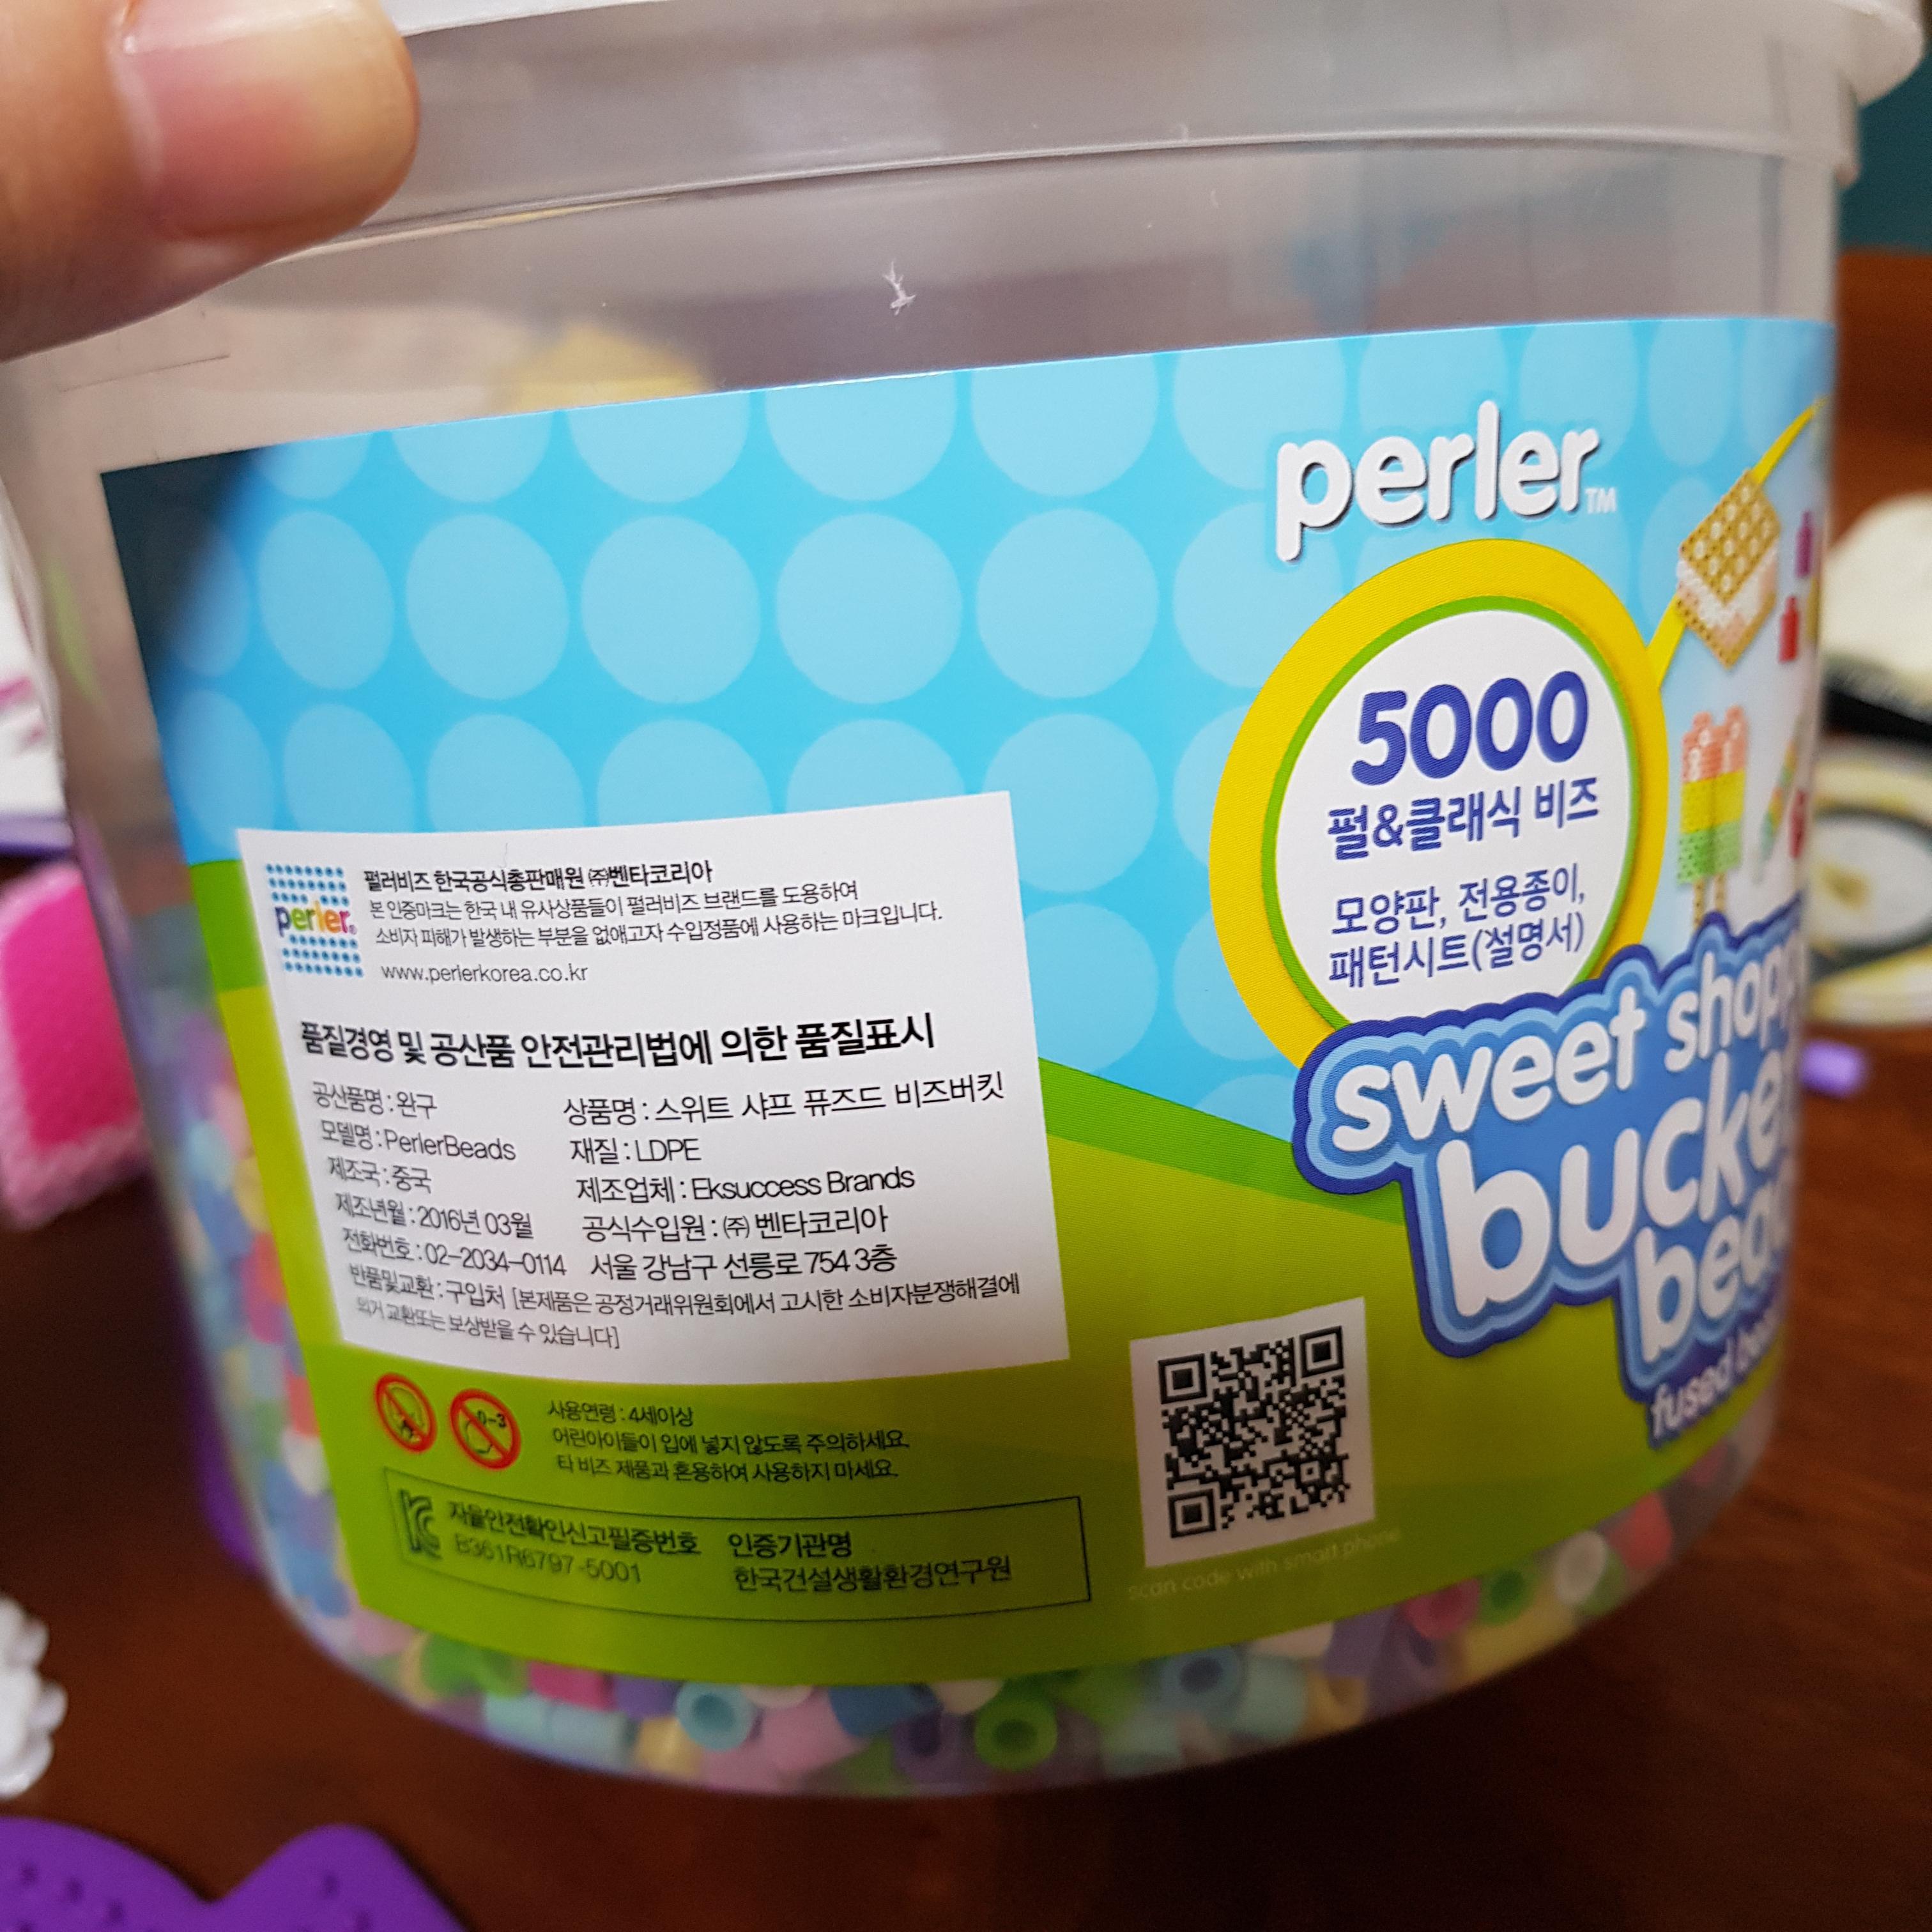 perler™
5000
펄&클래식 비즈
모양판, 전용종이,
패턴시트(설명서)
sweet
fused
perler®
펄러비즈 한국공식총판매원 ㈜벤타코리아
본 인증마크는 한국 내 유사상품들이 펄러비즈 브랜드를 도용하여
소비자 피해가 발생하는 부분을 없애고자 수입정품에 사용하는 마크입니다.
www.perlerkorea.co.kr
품질경영 및 공산품 안전관리법에 의한 품질표시
공산품명 : 완구 상품명 : 스위트 샤프 퓨즈드 비즈버킷
모델명 : PerlerBeads 재질 : LDPE
제조국 : 중국 제조업체 : Eksuccess Brands
제조년월 : 2016년 03월 공식수입원 : ㈜ 벤타코리아
전화번호 : 02-2034-0114 서울 강남구 선릉로 754 3층
반품및교환 : 구입처 [본제품은 공정거래위원회에서 고시한 소비자분쟁해결에
의거 교환또는 보상받을 수 있습니다]
0-3
사용연령 : 4세이상
어린아이들이 입에 넣지 않도록 주의하세요.
타 비즈 제품과 혼용하여 사용하지 마세요.
자율안전확인신고필증번호 인증기관명
B361R6797-5001 한국건설생활환경연구원
scan code with smart phone